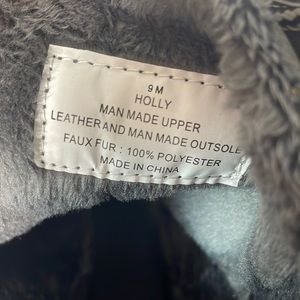 9 M
HOLLY
MAN MADE UPPER
LEATHER AND MAN MADE OUTSOLE
FAUX FUR : 100% POLYESTER
MADE IN CHINA